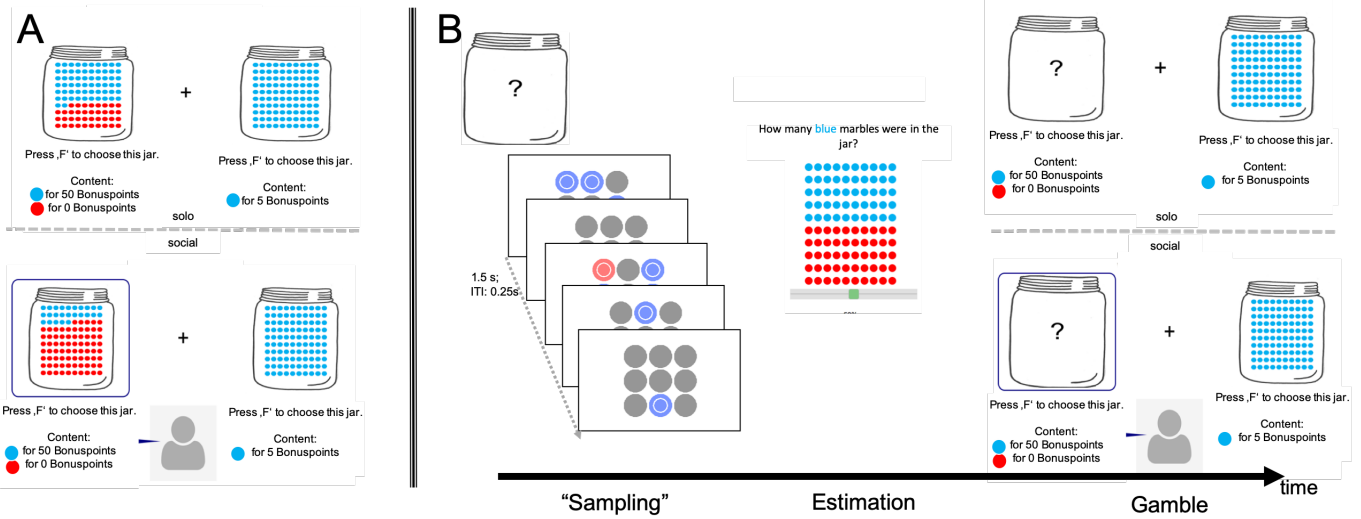 A
+
Press ‚F‘ to choose this jar.
Press ‚F‘ to choose this jar.
Content:
for 50 Bonuspoints
for 0 Bonuspoints
Content:
for 5 Bonuspoints
solo
social
+
Press ‚F‘ to choose this jar.
Press ‚F‘ to choose this jar.
Content:
for 50 Bonuspoints
for 0 Bonuspoints
Content:
for 5 Bonuspoints
B
?
1.5 s;
ITI: 0.25s
How many blue marbles were in the
jar?
?
+
Press ‚F‘ to choose this jar.
Press ‚F‘ to choose this jar.
Content:
for 50 Bonuspoints
for 0 Bonuspoints
Content:
for 5 Bonuspoints
solo
social
?
+
Press ‚F‘ to choose this jar.
Press ‚F‘ to choose this jar.
Content:
for 50 Bonuspoints
for 0 Bonuspoints
Content:
for 5 Bonuspoints
time
“Sampling”
Estimation
Gamble